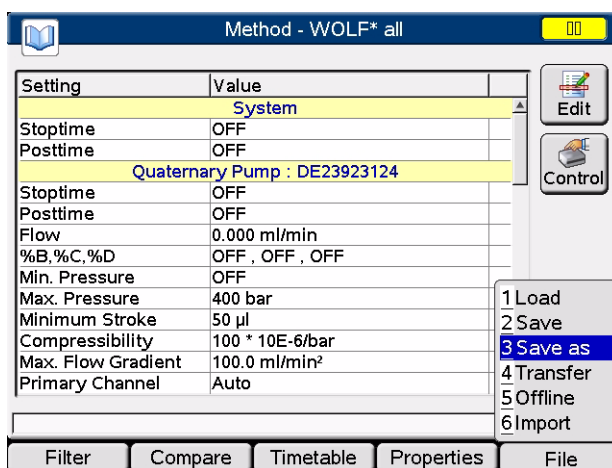 Method - WOLF* all
Setting Value
System
Stoptime OFF
Posttime OFF
Quaternary Pump : DE23923124
Stoptime OFF
Posttime OFF
Flow 0.000 ml/min
%B,%C,%D OFF , OFF , OFF
Min. Pressure OFF
Max. Pressure 400 bar
Minimum Stroke 50 µl
Compressibility 100 * 10E-6/bar
Max. Flow Gradient 100.0 ml/min²
Primary Channel Auto
Edit
Control
1 Load
2 Save
3 Save as
4 Transfer
5 Offline
6 Import
Filter Compare Timetable Properties File